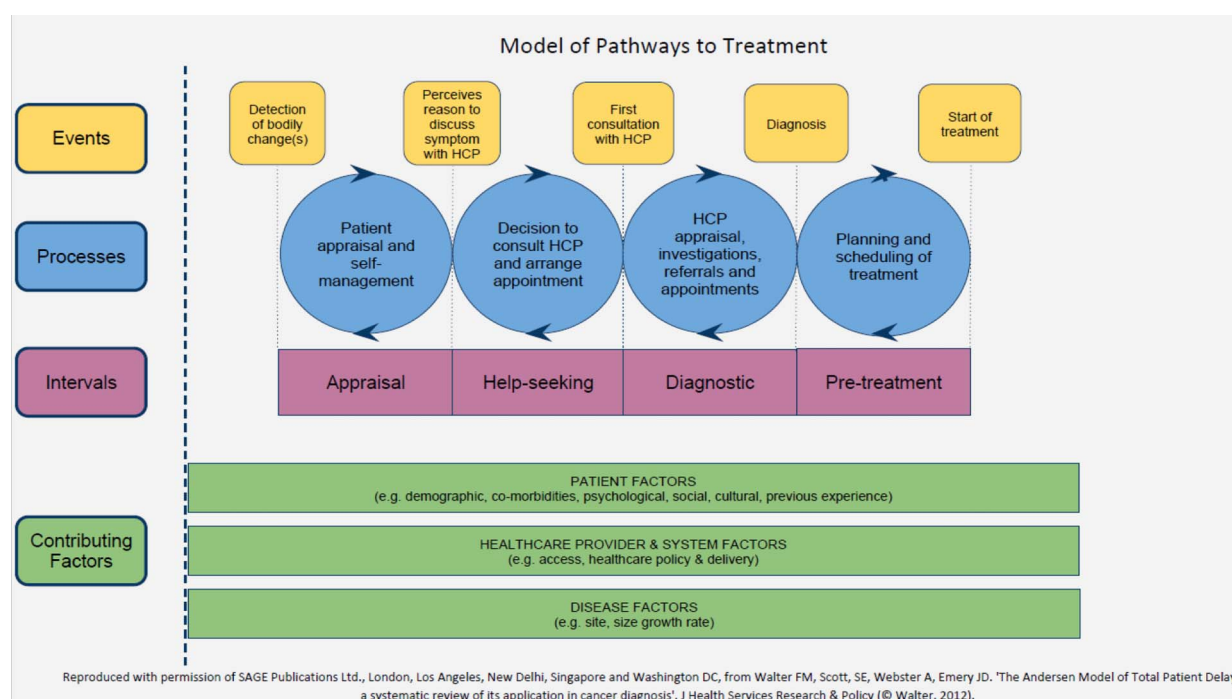 Model of Pathways to Treatment
Events
Detection
of bodily
change(s)
Perceives
reason to
discuss
symptom
with HCP
First
consultation
with HCP
Diagnosis
Start of
treatment
Processes
Patient
appraisal and
self-
management
Decision to
consult HCP
and arrange
appointment
HCP
appraisal,
investigations,
referrals and
appointments
Planning and
scheduling of
treatment
Intervals
Appraisal
Help-seeking
Diagnostic
Pre-treatment
Contributing
Factors
PATIENT FACTORS
(e.g. demographic, co-morbidities, psychological, social, cultural, previous experience)
HEALTHCARE PROVIDER & SYSTEM FACTORS
(e.g. access, healthcare policy & delivery)
DISEASE FACTORS
(e.g. site, size growth rate)
Reproduced with permission of SAGE Publications Ltd., London, Los Angeles, New Delhi, Singapore and Washington DC, from Walter FM, Scott, SE, Webster A, Emery JD. 'The Andersen Model of Total Patient Del
a systematic review of its application in cancer diagnosis'. J Health Services Research & Policy (© Walter, 2012).